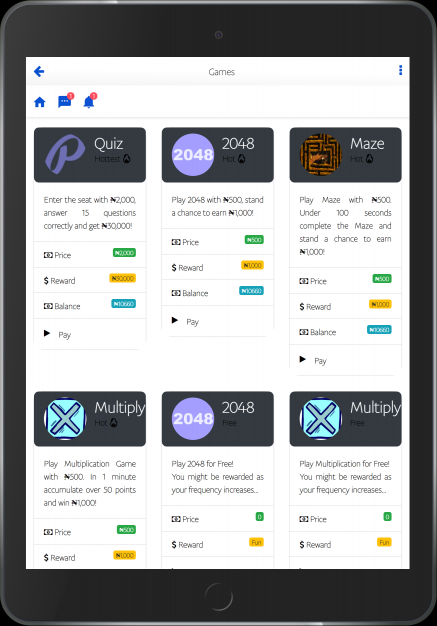 Games
1
1
Quiz
Hottest
Enter the seat with ₦2,000,
answer 15 questions
correctly and get ₦30,000!
Price
₦2,000
Reward
₦30,000
Balance
₦10660
Pay
2048
2048
Hot
Play 2048 with ₦500, stand
a chance to earn ₦1,000!
Price
₦500
Reward
₦1,000
Balance
₦10660
Pay
Maze
Hot
Play Maze with ₦500.
Under 100 seconds
complete the Maze and
stand a chance to earn
₦1,000!
Price
₦500
Reward
₦1,000
Balance
₦10660
Pay
Multiply
Hot
Play Multiplication Game
with ₦500. In 1 minute
accumulate over 50 points
and win ₦1,000!
Price
₦500
Reward
₦1,000
2048
2048
Free
Play 2048 for Free!
You might be rewarded as
your frequency increases...
Price
0
Reward
Fun
Multiply
Free
Play Multiplication for Free!
You might be rewarded as
your frequency increases...
Price
0
Reward
Fun